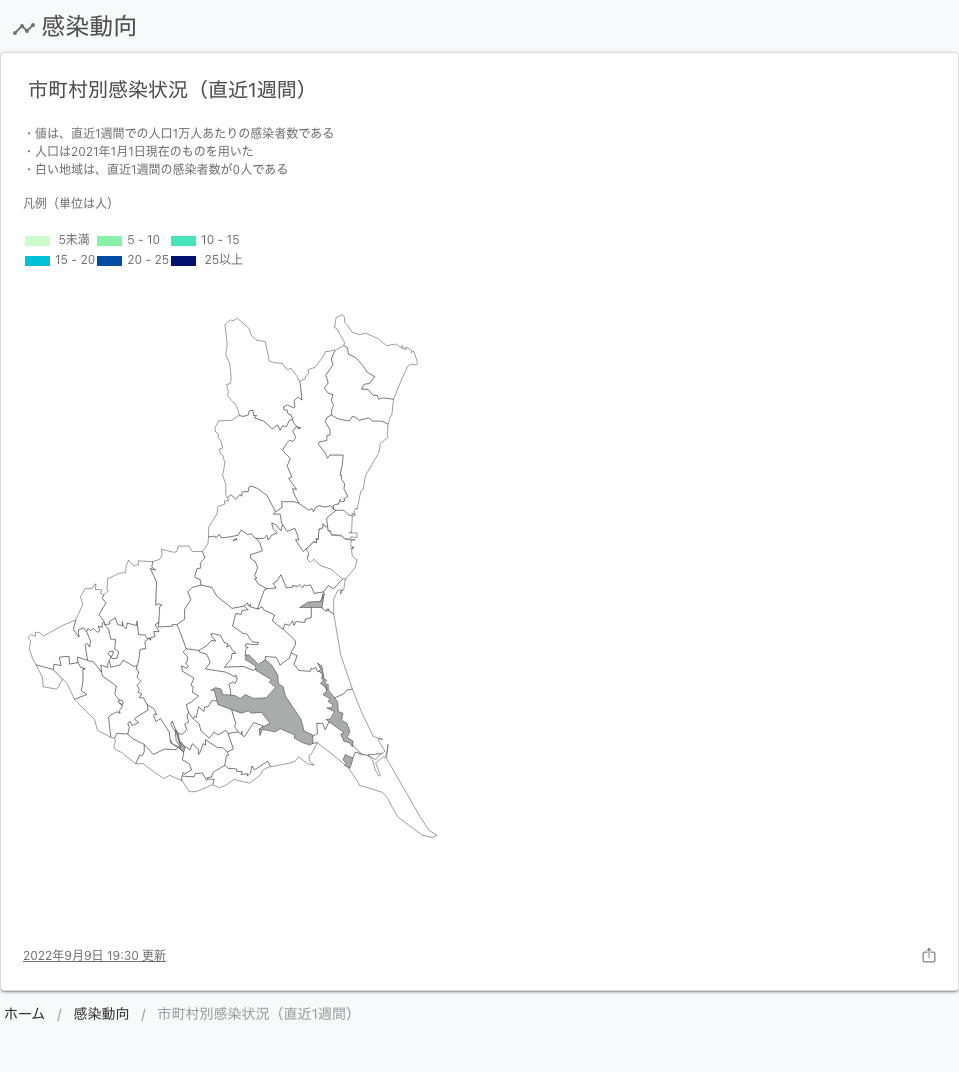 感染動向
市町村別感染状況（直近1週間）
・値は、直近1週間での人口1万人あたりの感染者数である
・人口は2021年1月1日現在のものを用いた
・白い地域は、直近1週間の感染者数が0人である
凡例（単位は人）
5未満 5 - 10 10 - 15
15 - 20 20 - 25 25以上
2022年9月9日 19:30 更新
ホーム / 感染動向 / 市町村別感染状況（直近1週間）